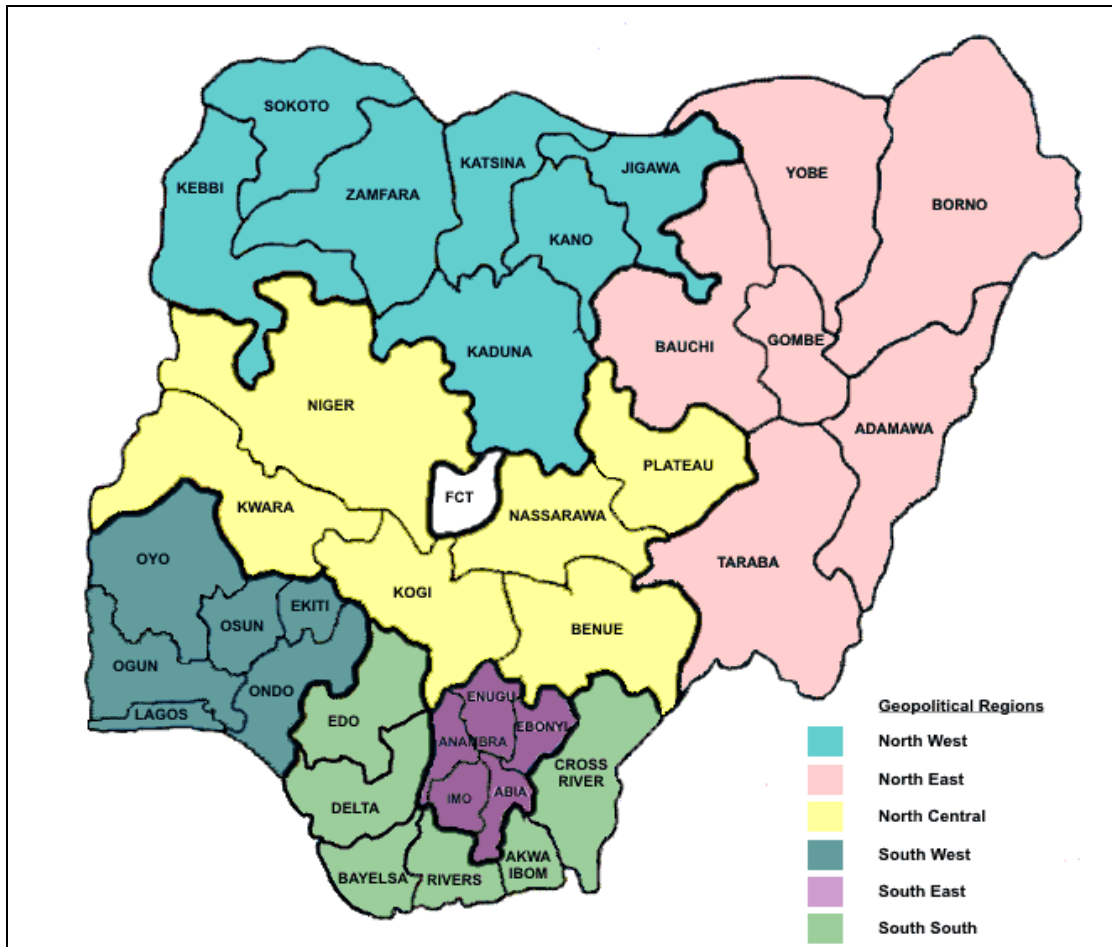 SOKOTO
KATSINA
JIGAWA
YOBE
KEBBI
ZAMFARA
BORNO
KANO
KADUNA
BAUCHI
GOMBE
NIGER
ADAMAWA
PLATEAU
FCT
KWARA
NASSARAWA
OYO
TARABA
KOGI
EKITI
OSUN
BENUE
OGUN
ONDO
ENUGU
LAGOS
EDO
EBONYI
ANAMBRA
CROSS
RIVER
IMO
ABIA
DELTA
AKWA
IBOM
BAYELSA
RIVERS
Geopolitical Regions
North West
North East
North Central
South West
South East
South South